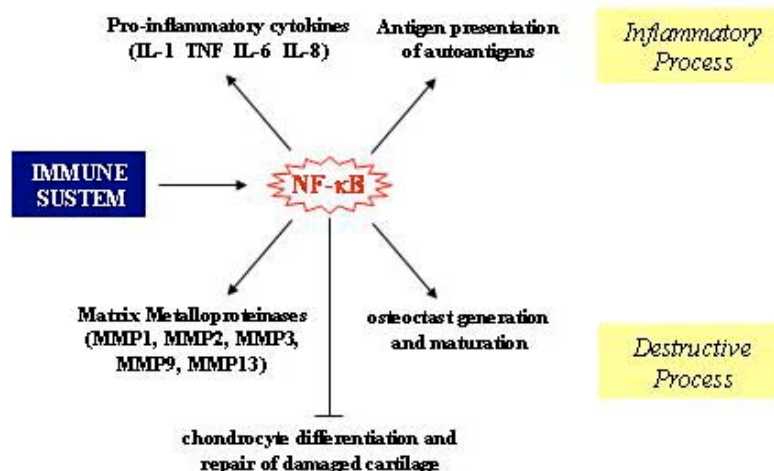 Pro-inflammatory cytokines
(IL-1 TNF IL-6 IL-8)
Antigen presentation
of autoantigens
Inflammatory
Process
IMMUNE
SUSTEM
NF-κB
Matrix Metalloproteinases
(MMP1, MMP2, MMP3,
MMP9, MMP13)
osteoctast generation
and maturation
Destructive
Process
chondrocyte differentiation and
repair of damaged cartilage